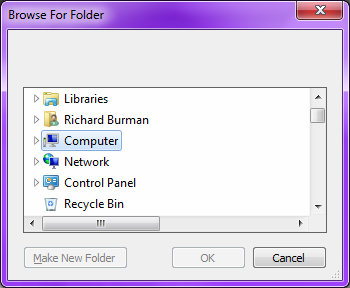 Browse For Folder
Libraries
Richard Burman
Computer
Network
Control Panel
Recycle Bin
Make New Folder
OK
Cancel